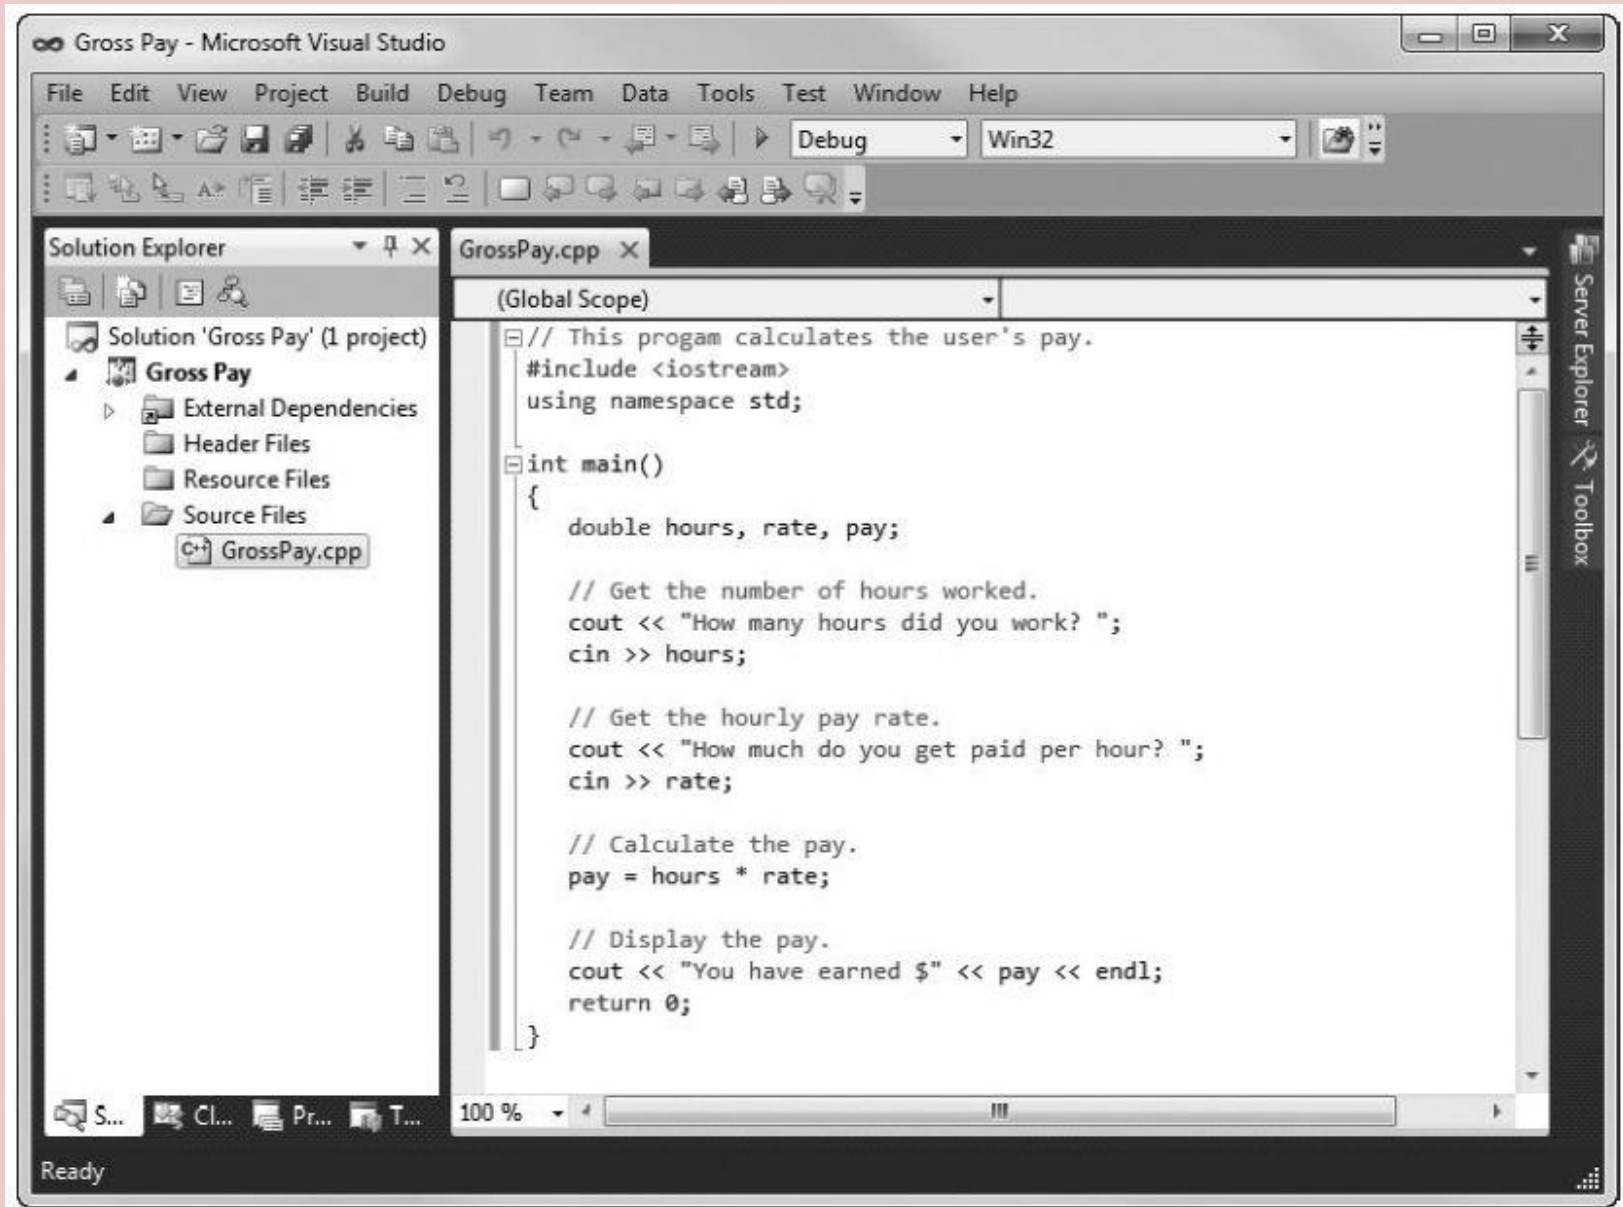 Gross Pay - Microsoft Visual Studio
File Edit View Project Build Debug Team Data Tools Test Window Help
Debug Win32
Solution Explorer
Solution 'Gross Pay' (1 project)
Gross Pay
External Dependencies
Header Files
Resource Files
Source Files
C++ GrossPay.cpp
S... Cl... Pr... T...
GrossPay.cpp
(Global Scope)
// This progam calculates the user's pay.
#include <iostream>
using namespace std;
int main()
{
double hours, rate, pay;
// Get the number of hours worked.
cout << "How many hours did you work? ";
cin >> hours;
// Get the hourly pay rate.
cout << "How much do you get paid per hour? ";
cin >> rate;
// Calculate the pay.
pay = hours * rate;
// Display the pay.
cout << "You have earned $" << pay << endl;
return 0;
}
100 %
Server Explorer
Toolbox
Ready